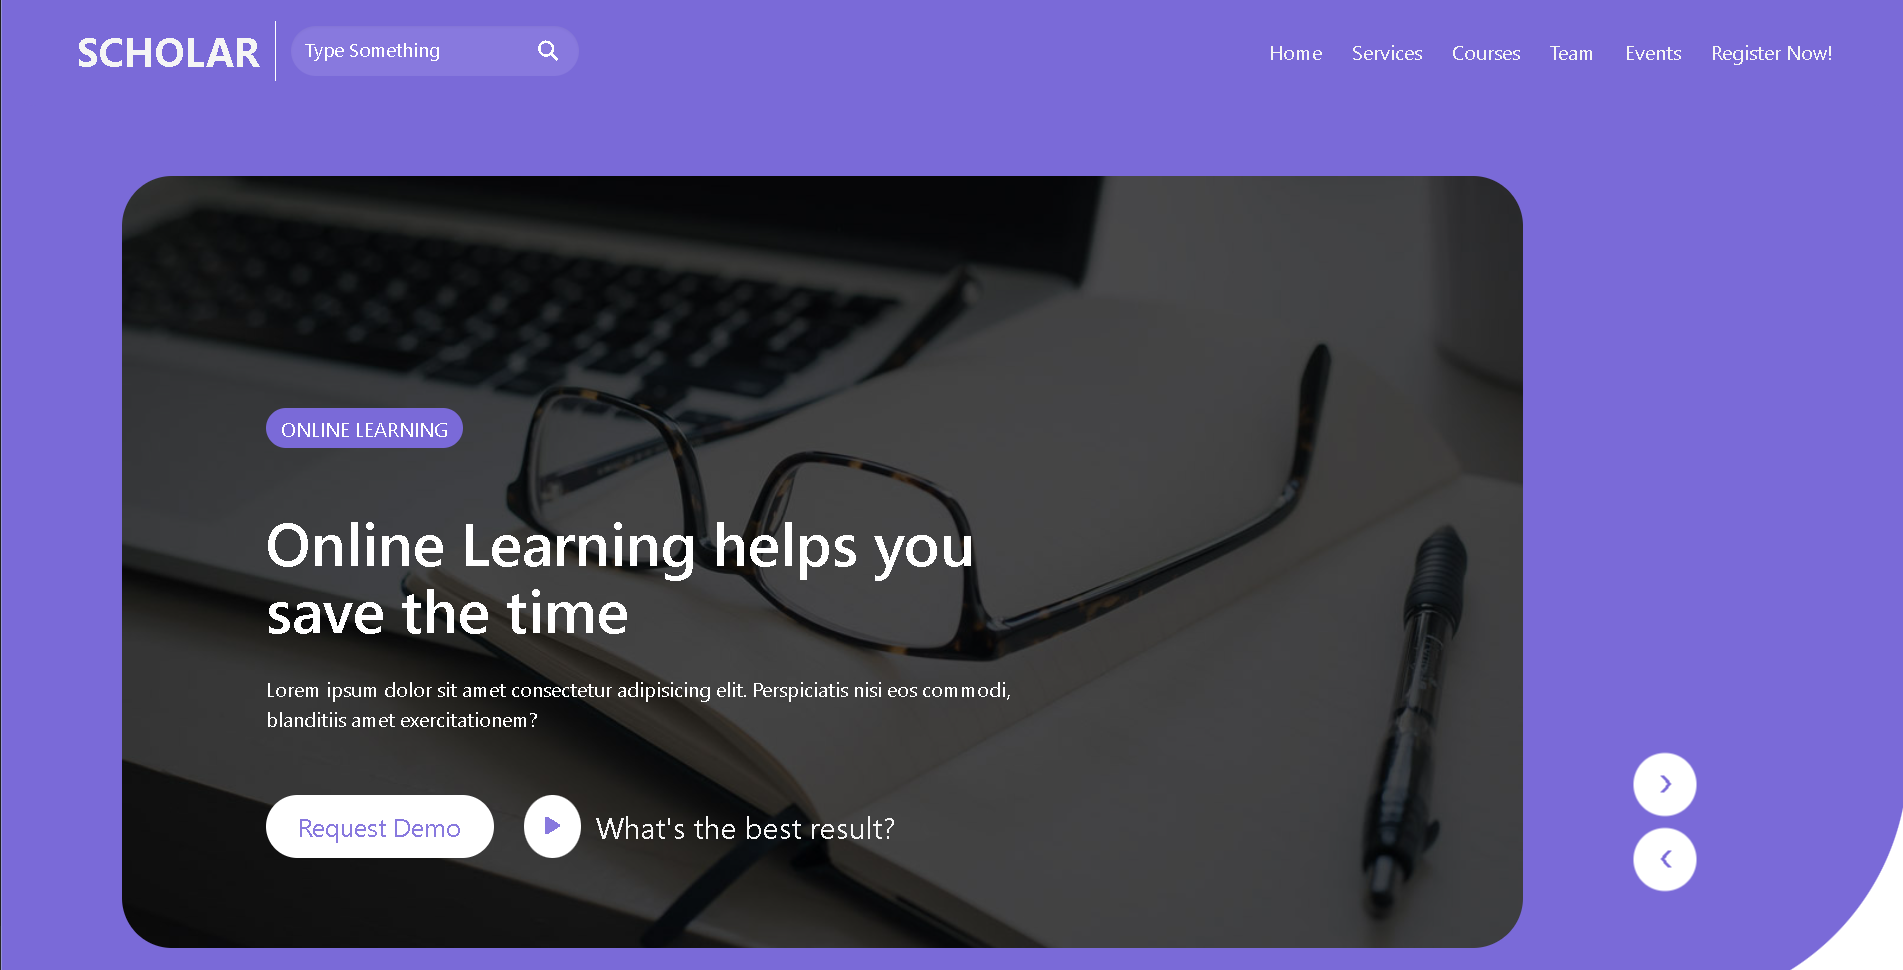 SCHOLAR
Type Something
Home Services Courses Team Events Register Now!
ONLINE LEARNING
Online Learning helps you
save the time
Lorem ipsum dolor sit amet consectetur adipisicing elit. Perspiciatis nisi eos commodi,
blanditiis amet exercitationem?
Request Demo
What's the best result?